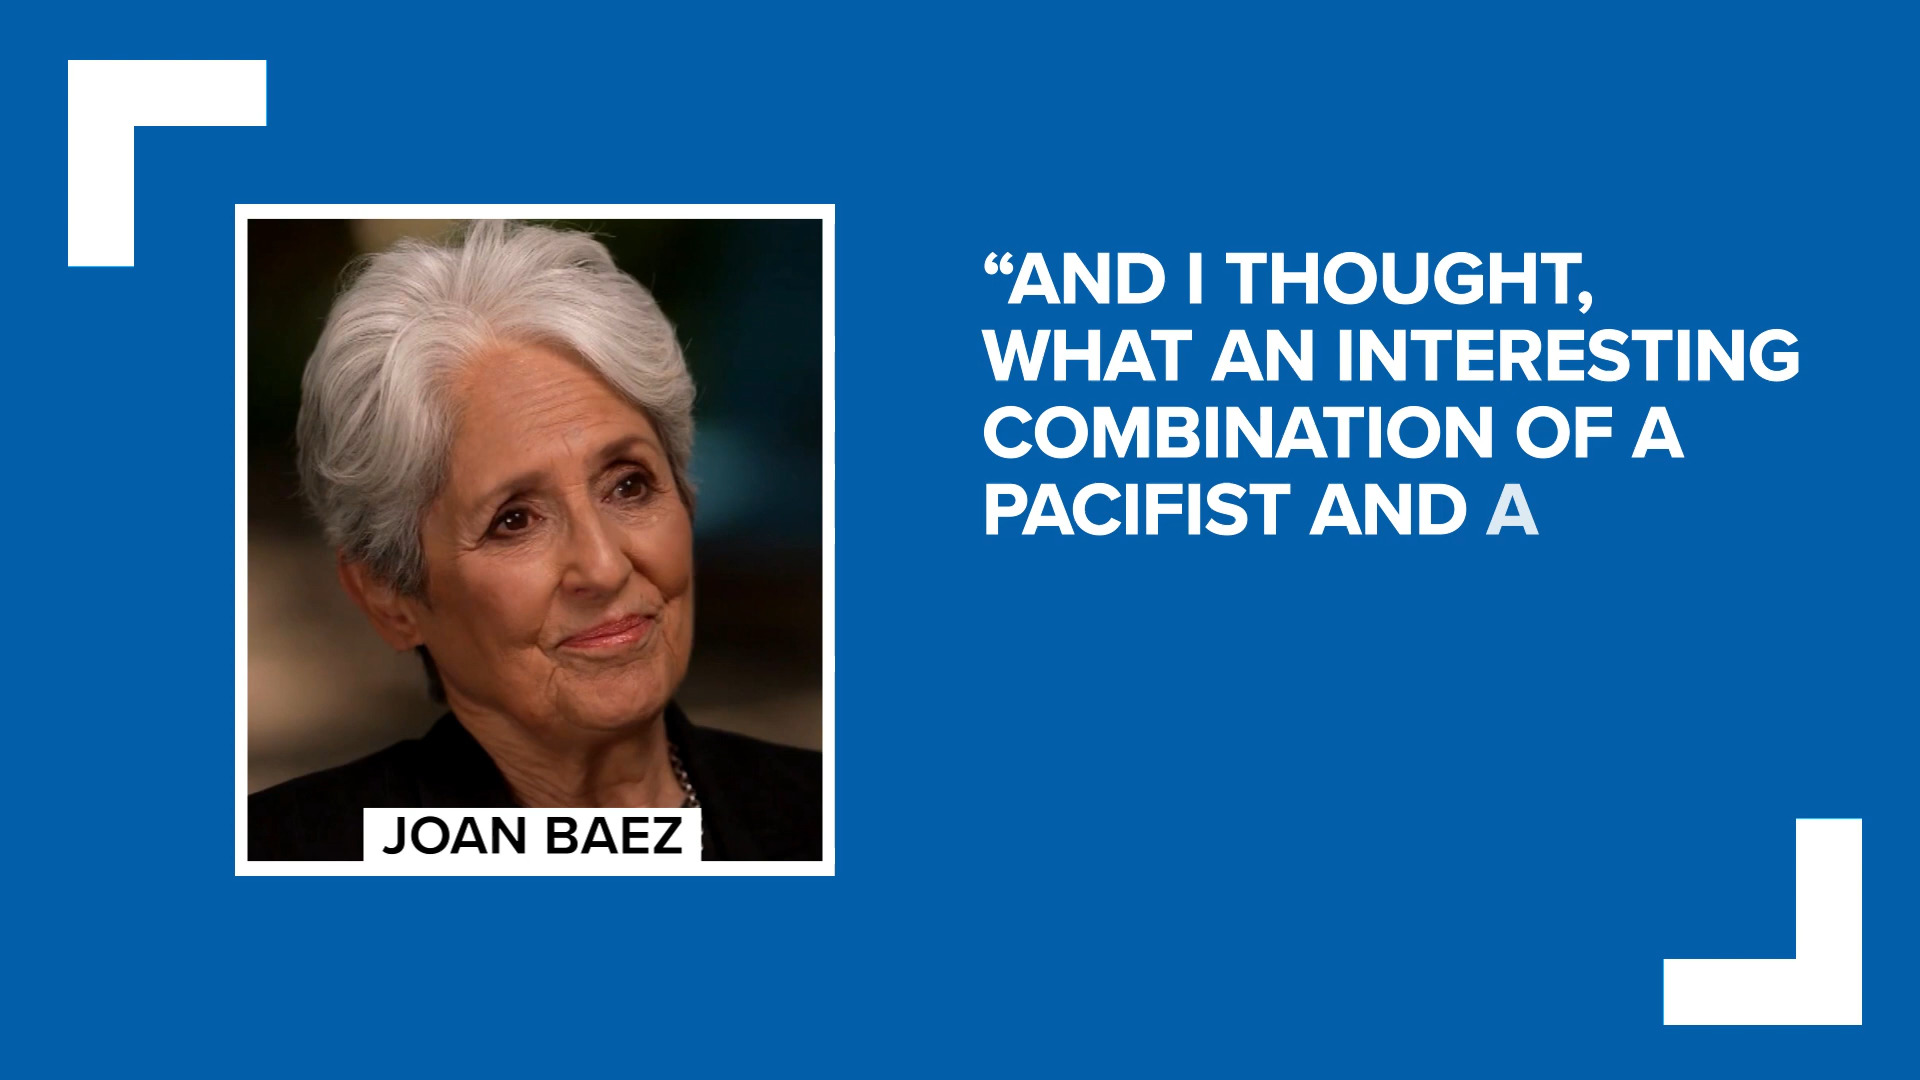 “AND I THOUGHT,
WHAT AN INTERESTING
COMBINATION OF A
PACIFIST AND A
JOAN BAEZ